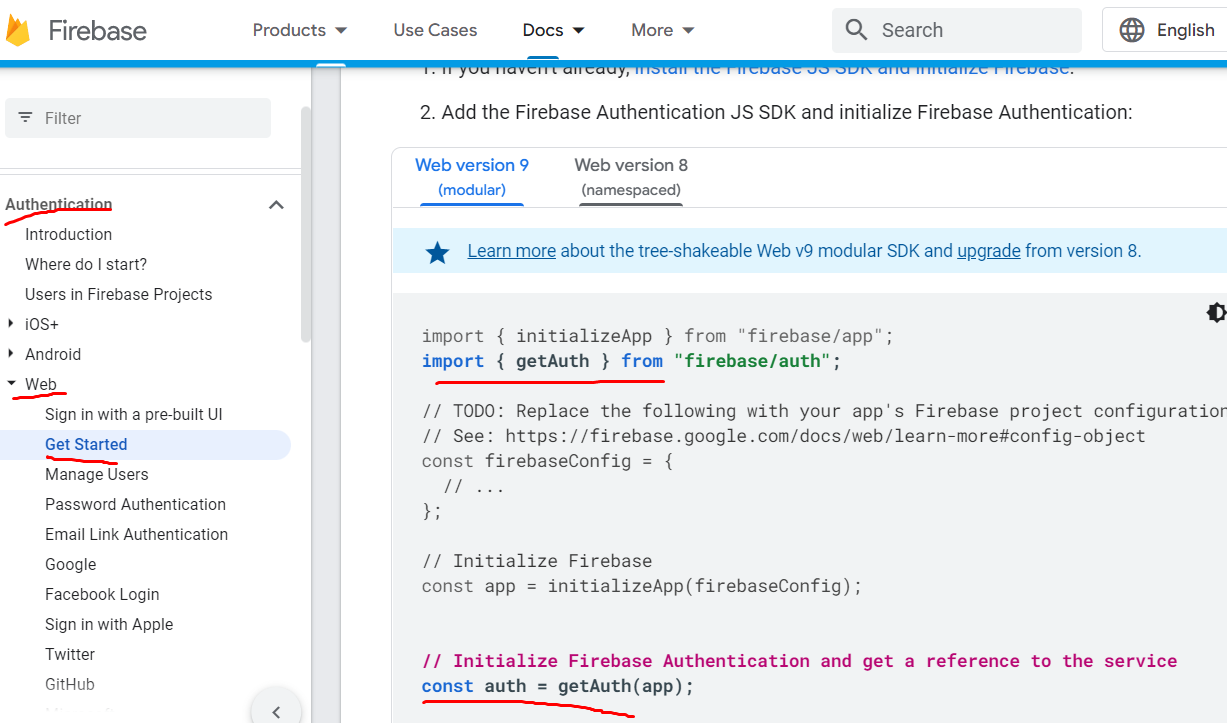 Firebase
Products
Use Cases
Docs
More
Search
English
Filter
Authentication
Introduction
Where do I start?
Users in Firebase Projects
iOS+
Android
Web
Sign in with a pre-built UI
Get Started
Manage Users
Password Authentication
Email Link Authentication
Google
Facebook Login
Sign in with Apple
Twitter
GitHub
1. If you haven't already, install the Firebase JS SDK and initialize Firebase.
2. Add the Firebase Authentication JS SDK and initialize Firebase Authentication:
Web version 9
(modular)
Web version 8
(namespaced)
Learn more about the tree-shakeable Web v9 modular SDK and upgrade from version 8.
import { initializeApp } from "firebase/app";
import { getAuth } from "firebase/auth";
// TODO: Replace the following with your app's Firebase project configuration
// See: https://firebase.google.com/docs/web/learn-more#config-object
const firebaseConfig = {
// ...
};
// Initialize Firebase
const app = initializeApp(firebaseConfig);
// Initialize Firebase Authentication and get a reference to the service
const auth = getAuth(app);